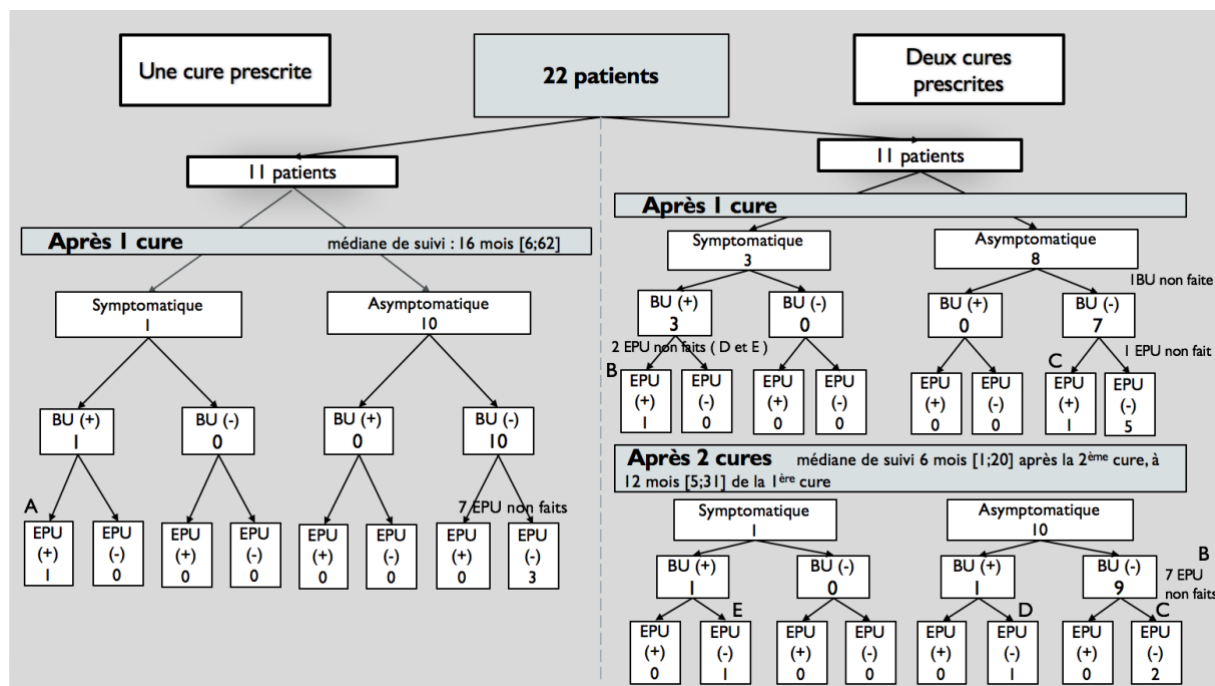 Une cure prescrite
22 patients
Deux cures
prescrites
11 patients
11 patients
Après 1 cure
médiane de suivi : 16 mois [6;62]
Symptomatique
1
Asymptomatique
10
BU (+)
1
BU (-)
0
BU (+)
0
BU (-)
10
7 EPU non faits
A
EPU
(+)
1
EPU
(-)
0
EPU
(+)
0
EPU
(-)
0
EPU
(+)
0
EPU
(-)
0
EPU
(+)
0
EPU
(-)
3
Après 1 cure
Symptomatique
3
Asymptomatique
8
1BU non faite
BU (+)
3
BU (-)
0
BU (+)
0
BU (-)
7
2 EPU non faits ( D et E )
1 EPU non fait
B
EPU
(+)
1
EPU
(-)
0
EPU
(+)
0
EPU
(-)
0
EPU
(+)
0
EPU
(-)
0
C
EPU
(+)
1
EPU
(-)
5
Après 2 cures médiane de suivi 6 mois [1;20] après la 2ème cure, à
12 mois [5;31] de la 1ère cure
Symptomatique
1
Asymptomatique
10
BU (+)
1
BU (-)
0
BU (+)
1
BU (-)
9
B
7 EPU
non faits
EPU
(+)
0
E
EPU
(-)
1
EPU
(+)
0
EPU
(-)
0
EPU
(+)
0
D
EPU
(-)
1
EPU
(+)
0
C
EPU
(-)
2